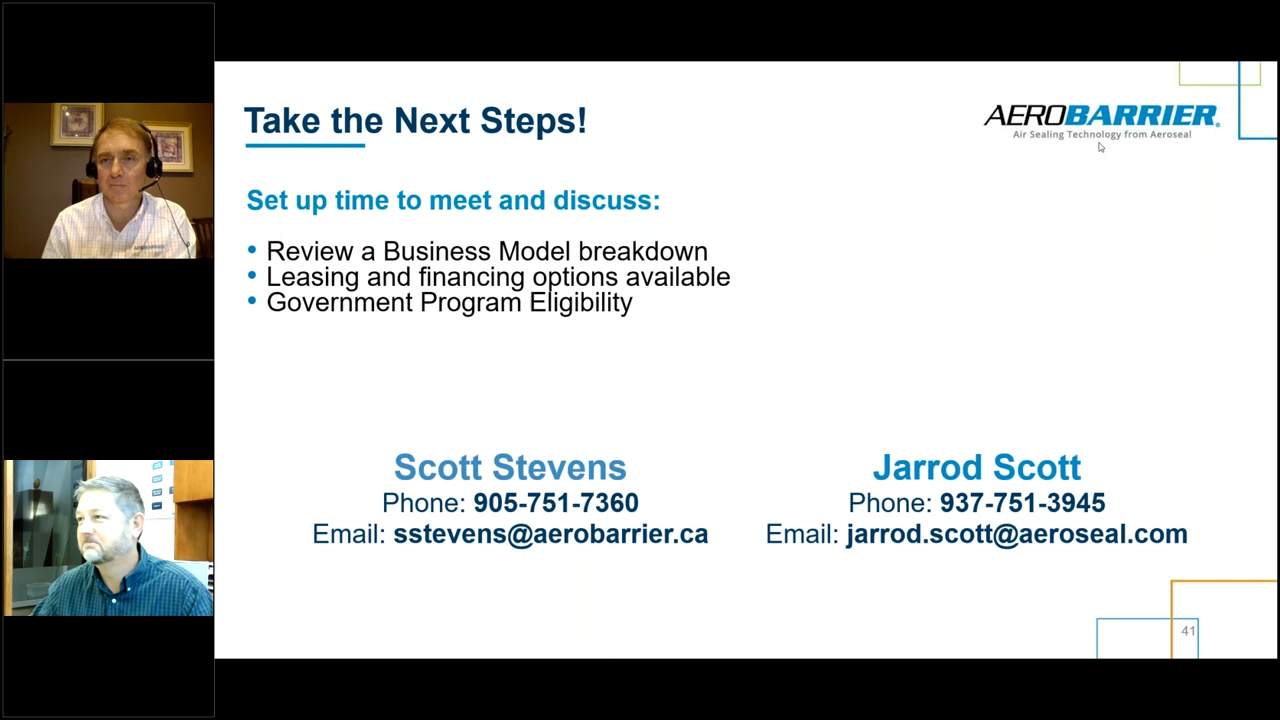 Take the Next Steps!
AEROBARRIER®
Air Sealing Technology from Aeroseal
Set up time to meet and discuss:
• Review a Business Model breakdown
• Leasing and financing options available
• Government Program Eligibility
Scott Stevens
Phone: 905-751-7360
Email: sstevens@aerobarrier.ca
Jarrod Scott
Phone: 937-751-3945
Email: jarrod.scott@aeroseal.com
41